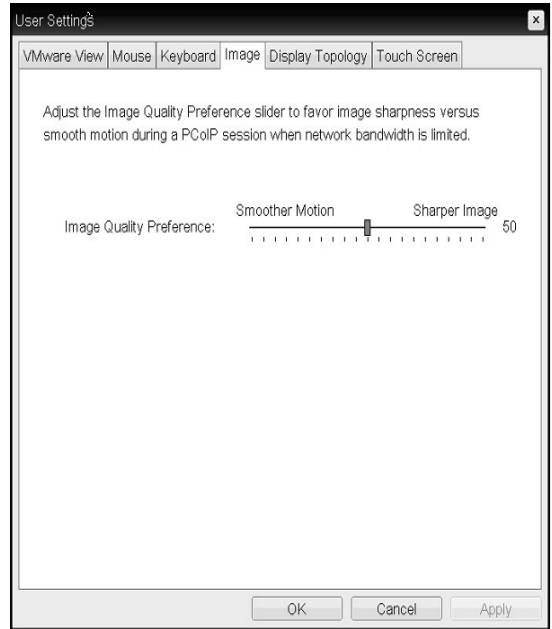 User Settings
VMware View Mouse Keyboard Image Display Topology Touch Screen
Adjust the Image Quality Preference slider to favor image sharpness versus
smooth motion during a PCoIP session when network bandwidth is limited.
Smoother Motion Sharper Image
Image Quality Preference: 50
OK Cancel Apply